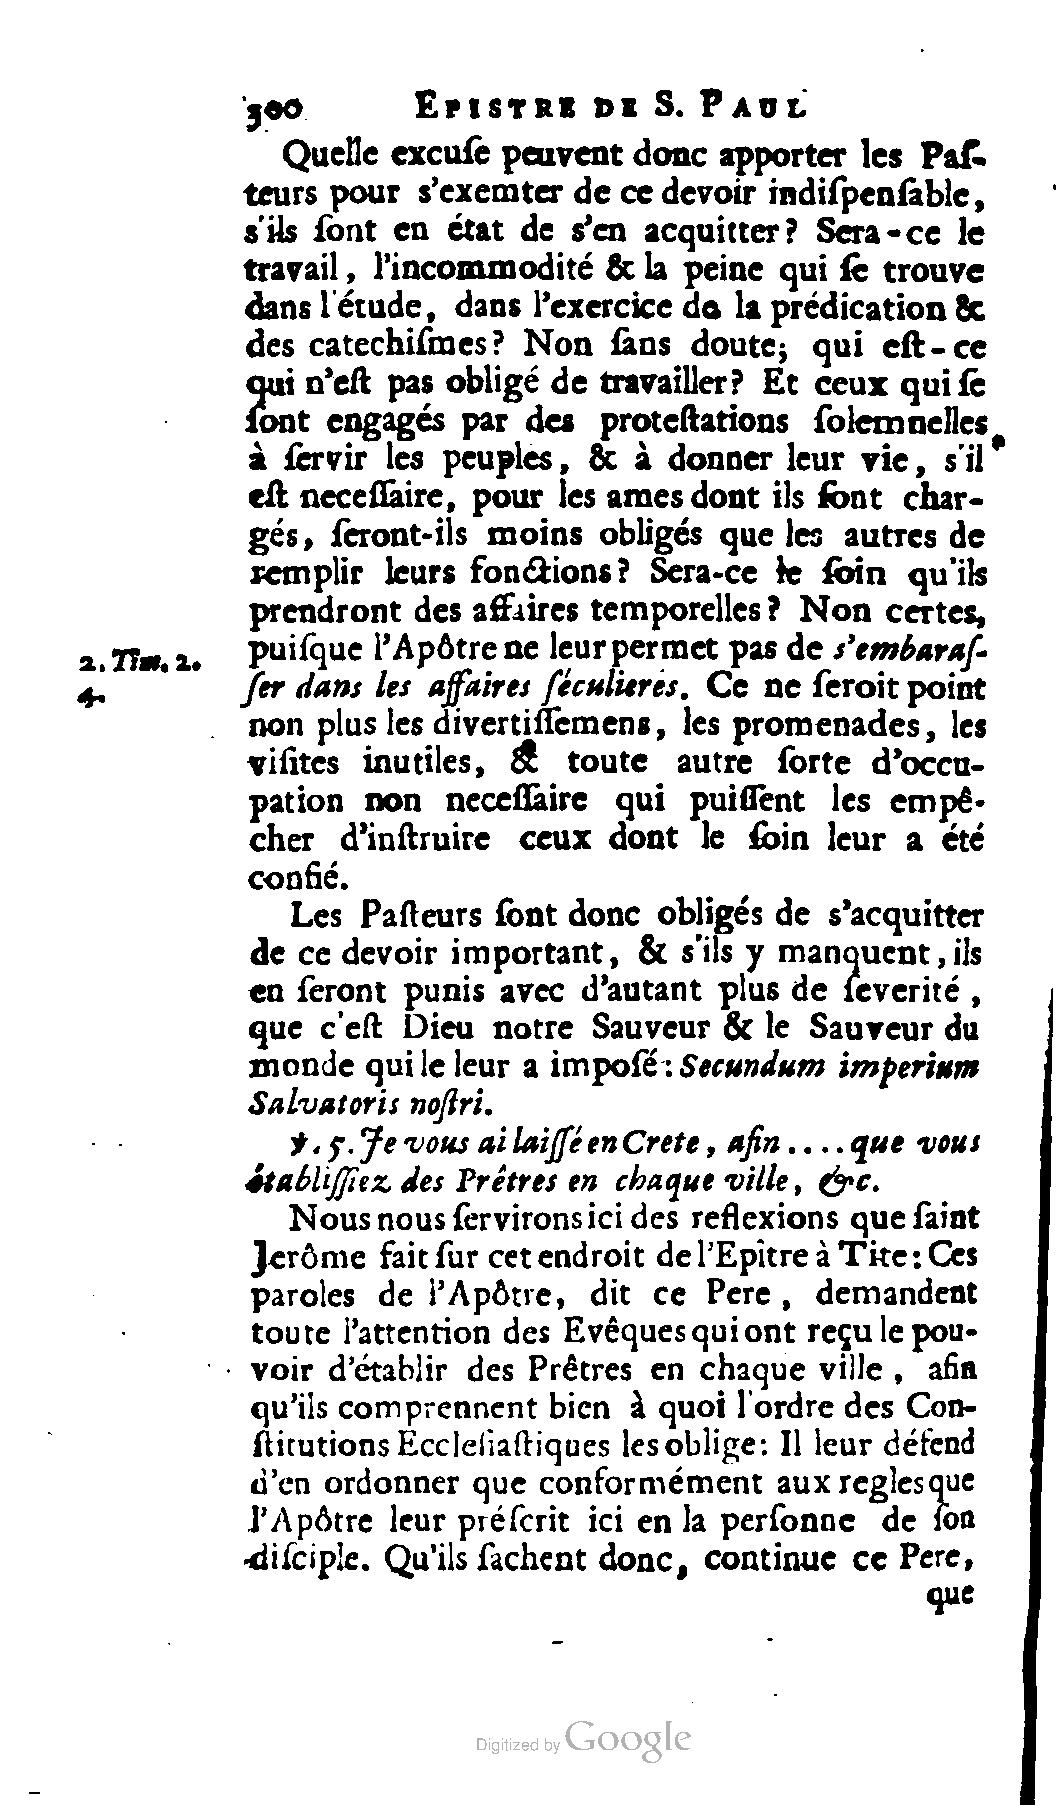 300 EPISTRE DE S. PAUL
Quelle excuſe peuvent donc apporter les Paſ-
teurs pour s'exemter de ce devoir indiſpenſable,
s'ils ſont en état de s'en acquitter? Sera-ce le
travail, l'incommodité & la peine qui ſe trouve
dans l'étude, dans l'exercice de la prédication &
des catechiſmes? Non ſans doute; qui eſt-ce
qui n'eſt pas obligé de travailler? Et ceux qui ſe
ſont engagés par des proteſtations ſolemnelles
à ſervir les peuples, & à donner leur vie, s'il
eſt neceſſaire, pour les ames dont ils ſont char-
gés, ſeront-ils moins obligés que les autres de
remplir leurs fonctions? Sera-ce le ſoin qu'ils
prendront des affaires temporelles? Non certes,
puiſque l'Apôtre ne leur permet pas de s'embaraſ-
2. Tim. 2.
4.
ſer dans les affaires ſéculieres. Ce ne ſeroit point
non plus les divertiſſemens, les promenades, les
viſites inutiles, & toute autre ſorte d'occu-
pation non neceſſaire qui puiſſent les empê-
cher d'inſtruire ceux dont le ſoin leur a été
confié.
Les Paſteurs ſont donc obligés de s'acquitter
de ce devoir important, & s'ils y manquent, ils
en ſeront punis avec d'autant plus de ſeverité,
que c'eſt Dieu notre Sauveur & le Sauveur du
monde qui le leur a impoſé: Secundum imperium
Salvatoris noſtri.
℣. 5. Je vous ai laiſſé en Crete, afin .... que vous
établiſſiez des Prêtres en chaque ville, &c.
Nous nous ſervirons ici des reflexions que ſaint
Jerôme fait ſur cet endroit de l'Epître à Tite: Ces
paroles de l'Apôtre, dit ce Pere, demandent
toute l'attention des Evêques qui ont reçu le pou-
voir d'établir des Prêtres en chaque ville, afin
qu'ils comprennent bien à quoi l'ordre des Con-
ſtitutions Eccleſiaſtiques les oblige: Il leur défend
d'en ordonner que conformément aux regles que
l'Apôtre leur préſcrit ici en la perſonne de ſon
diſciple. Qu'ils ſachent donc, continue ce Pere,
que
Digitized by Google